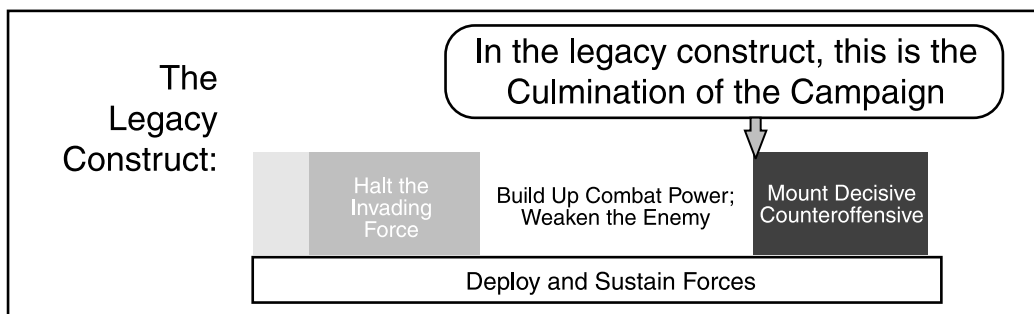 The
Legacy
Construct:
In the legacy construct, this is the
Culmination of the Campaign
Halt the
Invading
Force
Build Up Combat Power;
Weaken the Enemy
Mount Decisive
Counteroffensive
Deploy and Sustain Forces